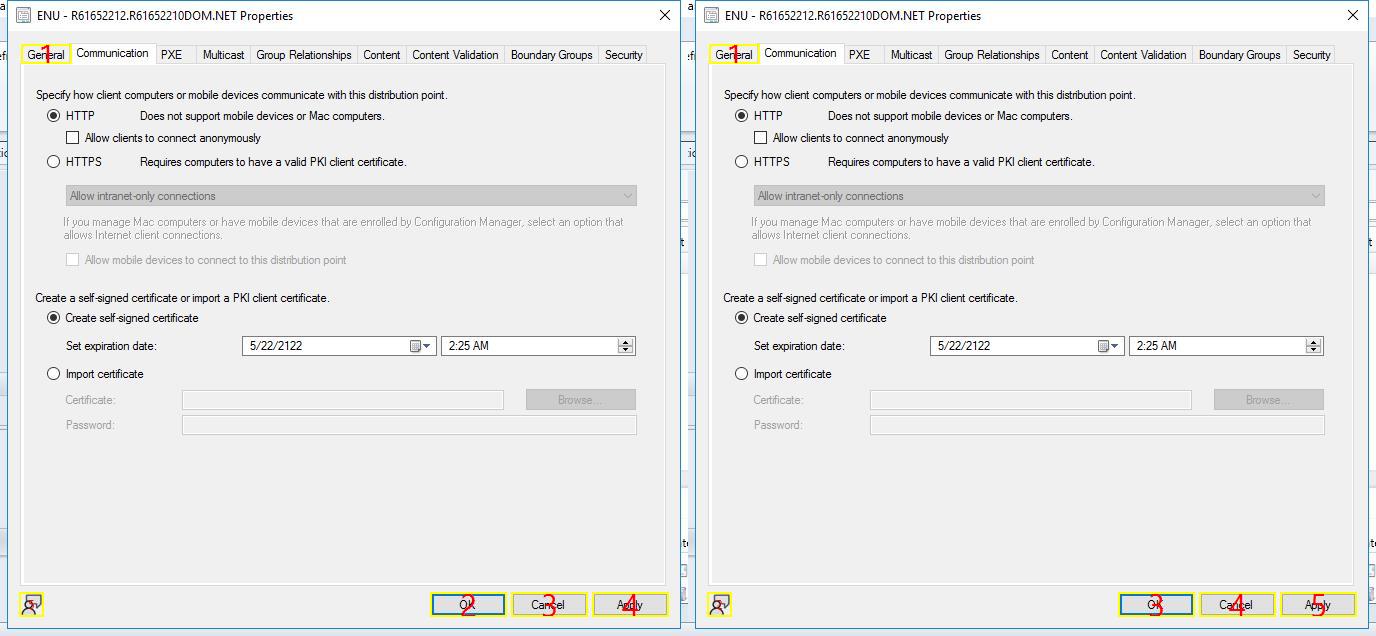 ENU - R61652212.R61652210DOM.NET Properties
General Communication PXE Multicast Group Relationships Content Content Validation Boundary Groups Security
1
Specify how client computers or mobile devices communicate with this distribution point.
HTTP Does not support mobile devices or Mac computers.
Allow clients to connect anonymously
HTTPS Requires computers to have a valid PKI client certificate.
Allow intranet-only connections
If you manage Mac computers or have mobile devices that are enrolled by Configuration Manager, select an option that
allows Internet client connections.
Allow mobile devices to connect to this distribution point
Create a self-signed certificate or import a PKI client certificate.
Create self-signed certificate
Set expiration date: 5/22/2122 2:25 AM
Import certificate
Certificate: Browse...
Password:
OK Cancel Apply
2 3 4
ENU - R61652212.R61652210DOM.NET Properties
General Communication PXE Multicast Group Relationships Content Content Validation Boundary Groups Security
1
Specify how client computers or mobile devices communicate with this distribution point.
HTTP Does not support mobile devices or Mac computers.
Allow clients to connect anonymously
HTTPS Requires computers to have a valid PKI client certificate.
Allow intranet-only connections
If you manage Mac computers or have mobile devices that are enrolled by Configuration Manager, select an option that
allows Internet client connections.
Allow mobile devices to connect to this distribution point
Create a self-signed certificate or import a PKI client certificate.
Create self-signed certificate
Set expiration date: 5/22/2122 2:25 AM
Import certificate
Certificate: Browse...
Password:
OK Cancel Apply
3 4 5